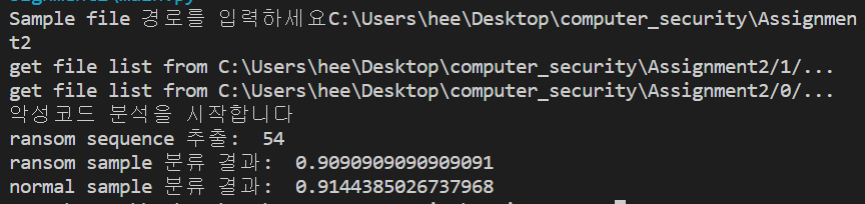 Sample file 경로를 입력하세요C:\Users\hee\Desktop\computer_security\Assignmen
t2
get file list from C:\Users\hee\Desktop\computer_security\Assignment2/1/...
get file list from C:\Users\hee\Desktop\computer_security\Assignment2/0/...
악성코드 분석을 시작합니다
ransom sequence 추출:  54
ransom sample 분류 결과:  0.9090909090909091
normal sample 분류 결과:  0.9144385026737968